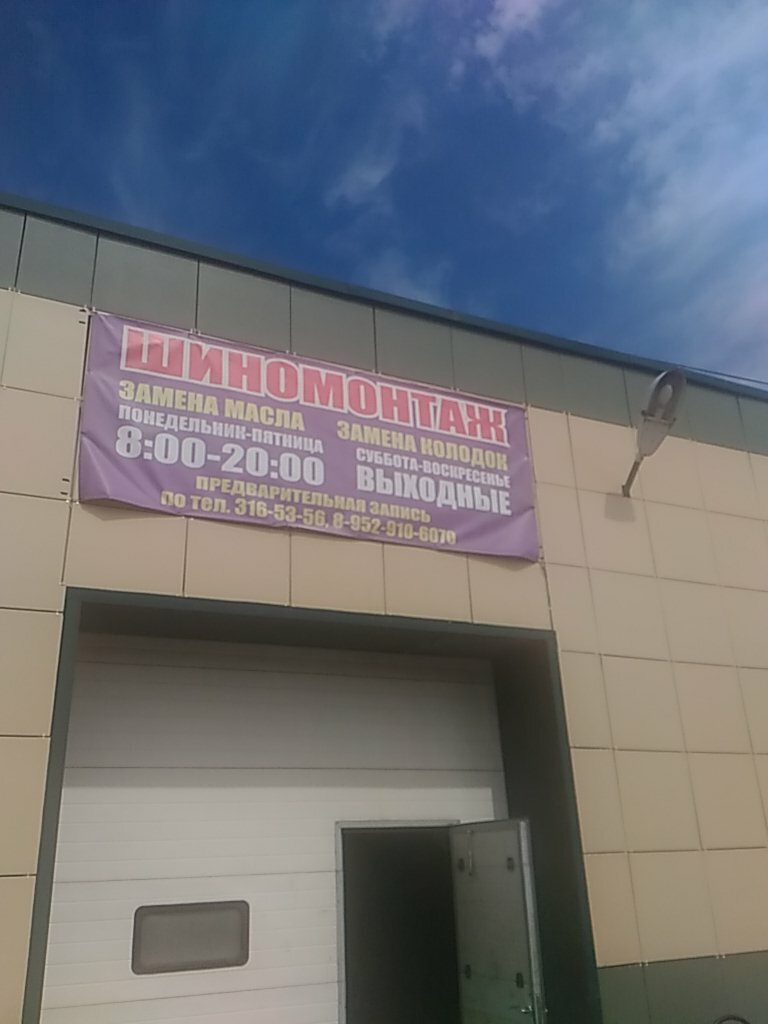 ШИНОМОНТАЖ
ЗАМЕНА МАСЛА
ПОНЕДЕЛЬНИК-ПЯТНИЦА
8:00-20:00
ЗАМЕНА КОЛОДОК
СУББОТА-ВОСКРЕСЕНЬЕ
ВЫХОДНЫЕ
ПРЕДВАРИТЕЛЬНАЯ ЗАПИСЬ
по тел. 316-53-56, 8-952-910-6070